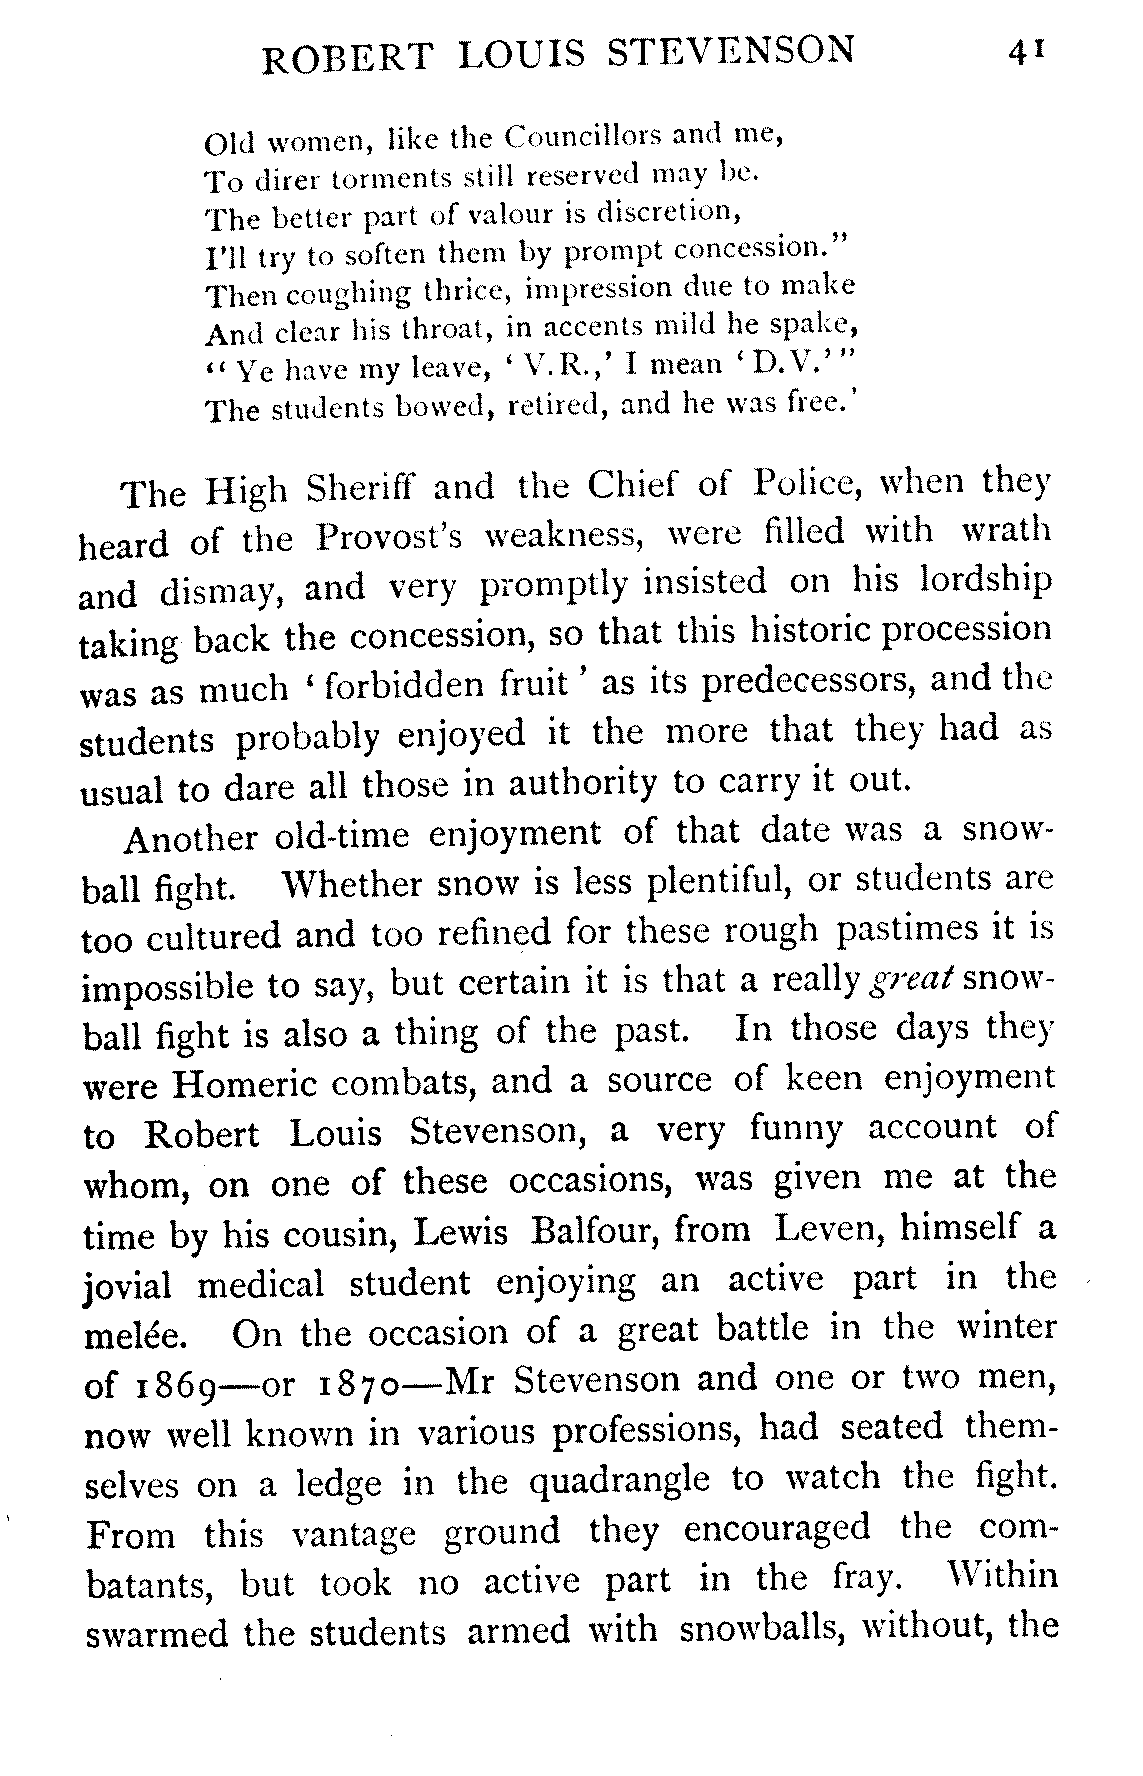 ROBERT LOUIS STEVENSON 41
Old women, like the Councillors and me,
To direr torments still reserved may be.
The better part of valour is discretion,
I'll try to soften them by prompt concession.”
Then coughing thrice, impression due to make
And clear his throat, in accents mild he spake,
“Ye have my leave, ‘V.R.,’ I mean ‘D.V.’”
The students bowed, retired, and he was free.’
The High Sheriff and the Chief of Police, when they
heard of the Provost's weakness, were filled with wrath
and dismay, and very promptly insisted on his lordship
taking back the concession, so that this historic procession
was as much ‘forbidden fruit’ as its predecessors, and the
students probably enjoyed it the more that they had as
usual to dare all those in authority to carry it out.
Another old-time enjoyment of that date was a snow-
ball fight. Whether snow is less plentiful, or students are
too cultured and too refined for these rough pastimes it is
impossible to say, but certain it is that a really great snow-
ball fight is also a thing of the past. In those days they
were Homeric combats, and a source of keen enjoyment
to Robert Louis Stevenson, a very funny account of
whom, on one of these occasions, was given me at the
time by his cousin, Lewis Balfour, from Leven, himself a
jovial medical student enjoying an active part in the
melée. On the occasion of a great battle in the winter
of 1869—or 1870—Mr Stevenson and one or two men,
now well known in various professions, had seated them-
selves on a ledge in the quadrangle to watch the fight.
From this vantage ground they encouraged the com-
batants, but took no active part in the fray. Within
swarmed the students armed with snowballs, without, the